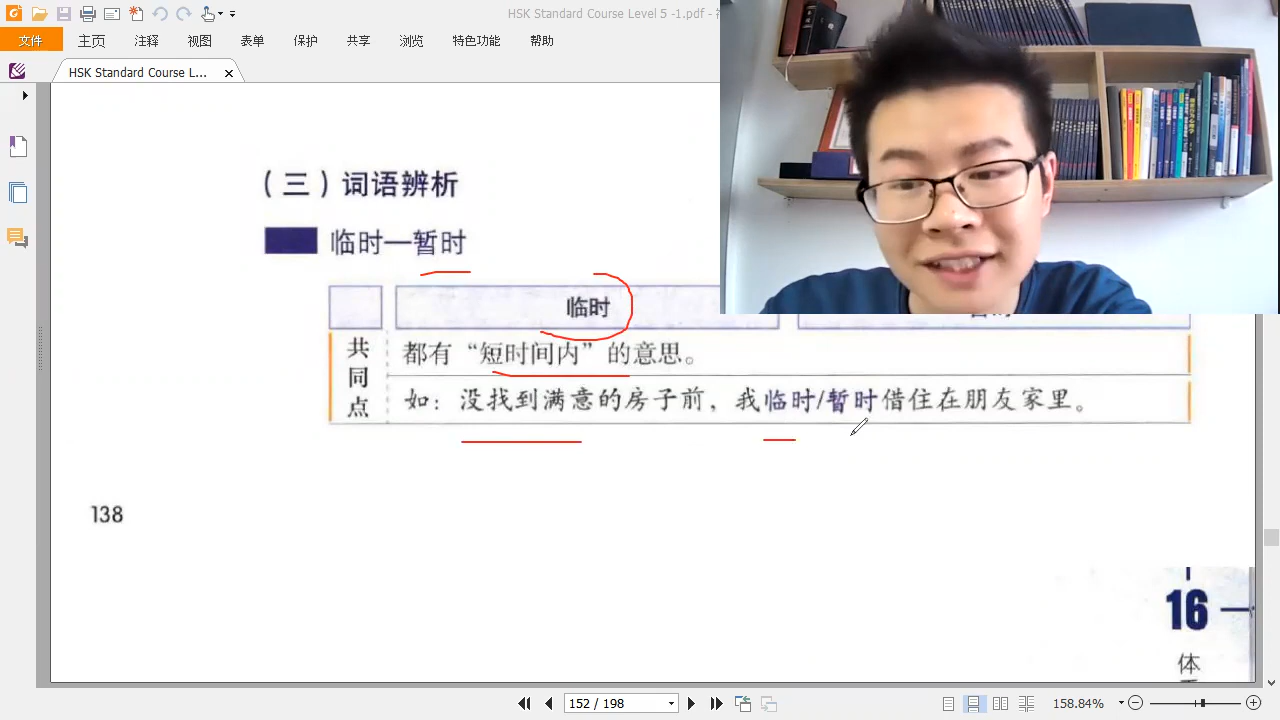 HSK Standard Course Level 5 -1.pdf -
文件 主页 注释 视图 表单 保护 共享 浏览 特色功能 帮助
HSK Standard Course L...
（三）词语辨析
临时—暂时
临时
共同点
都有“短时间内”的意思。
如：没找到满意的房子前，我临时/暂时借住在朋友家里。
138
16
体
152 / 198
158.84%